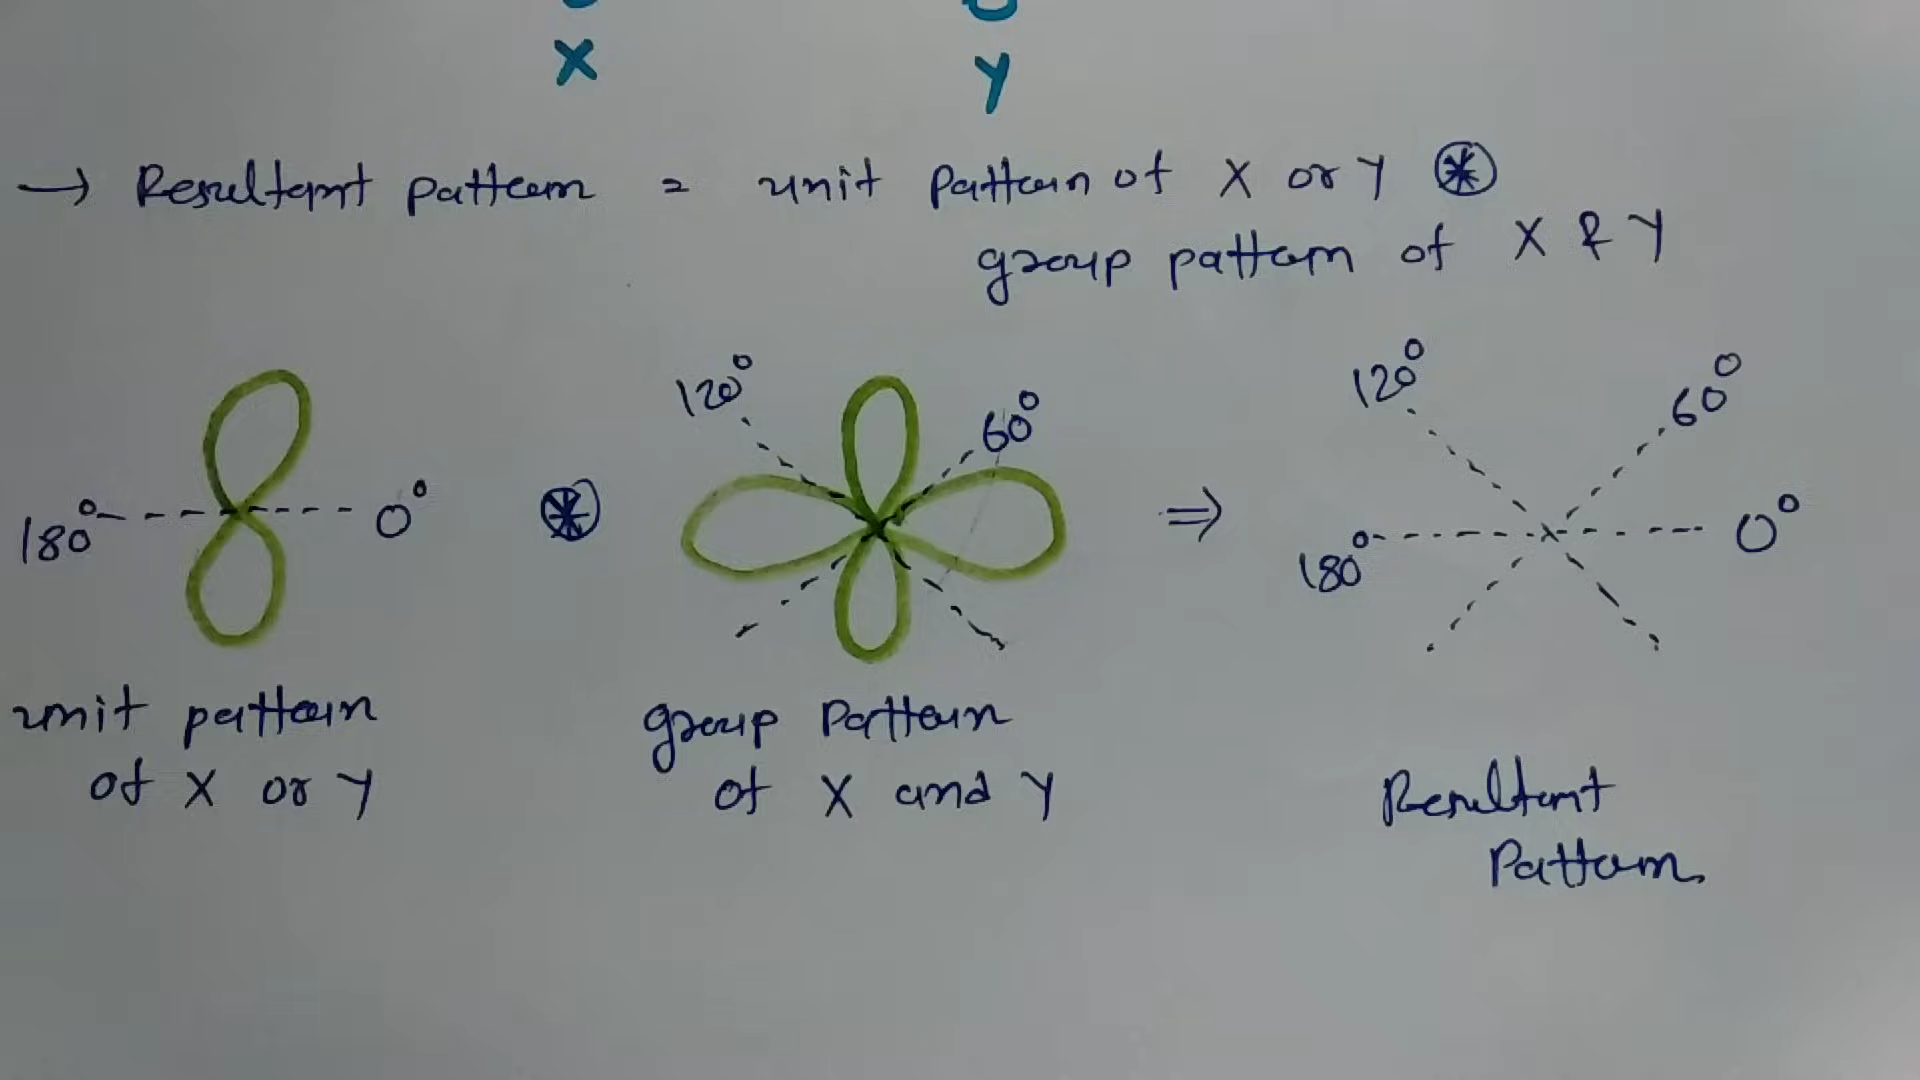 X Y
→ Resultant pattern = unit pattern of X or Y ⊛
group pattern of X & Y
180° 0°
⊛
120° 60°
⇒
120° 60°
180° 0°
unit pattern
of X or Y
group Pattern
of X and Y
Resultant
Pattern